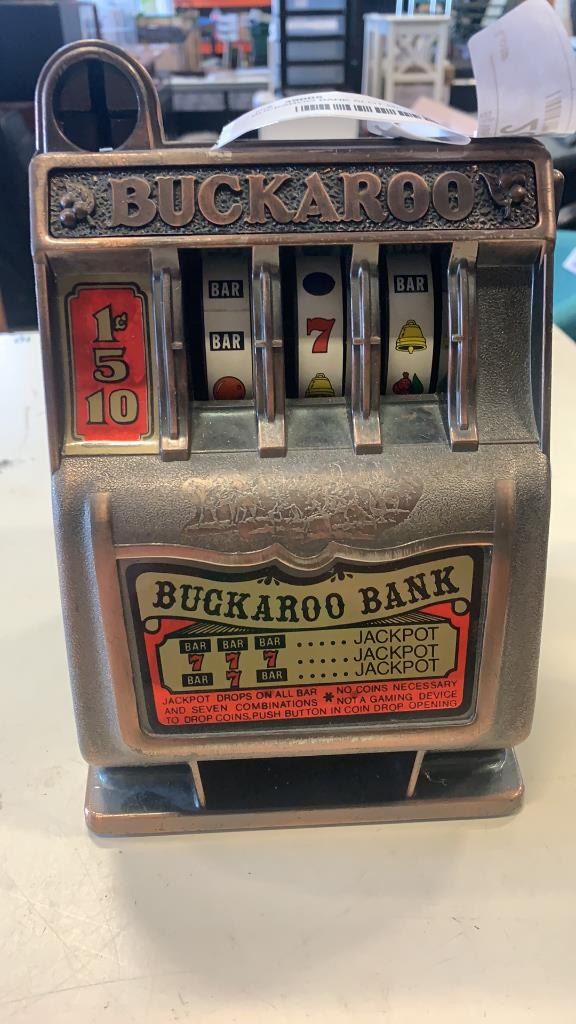 BUCKAROO
1¢
5
10
BAR
BAR
7
BAR
BUCKAROO BANK
BAR BAR BAR ..... JACKPOT
7 7 7 ..... JACKPOT
BAR 7 BAR ..... JACKPOT
JACKPOT DROPS ON ALL BAR * NO COINS NECESSARY
AND SEVEN COMBINATIONS NOT A GAMING DEVICE
TO DROP COINS, PUSH BUTTON IN COIN DROP OPENING